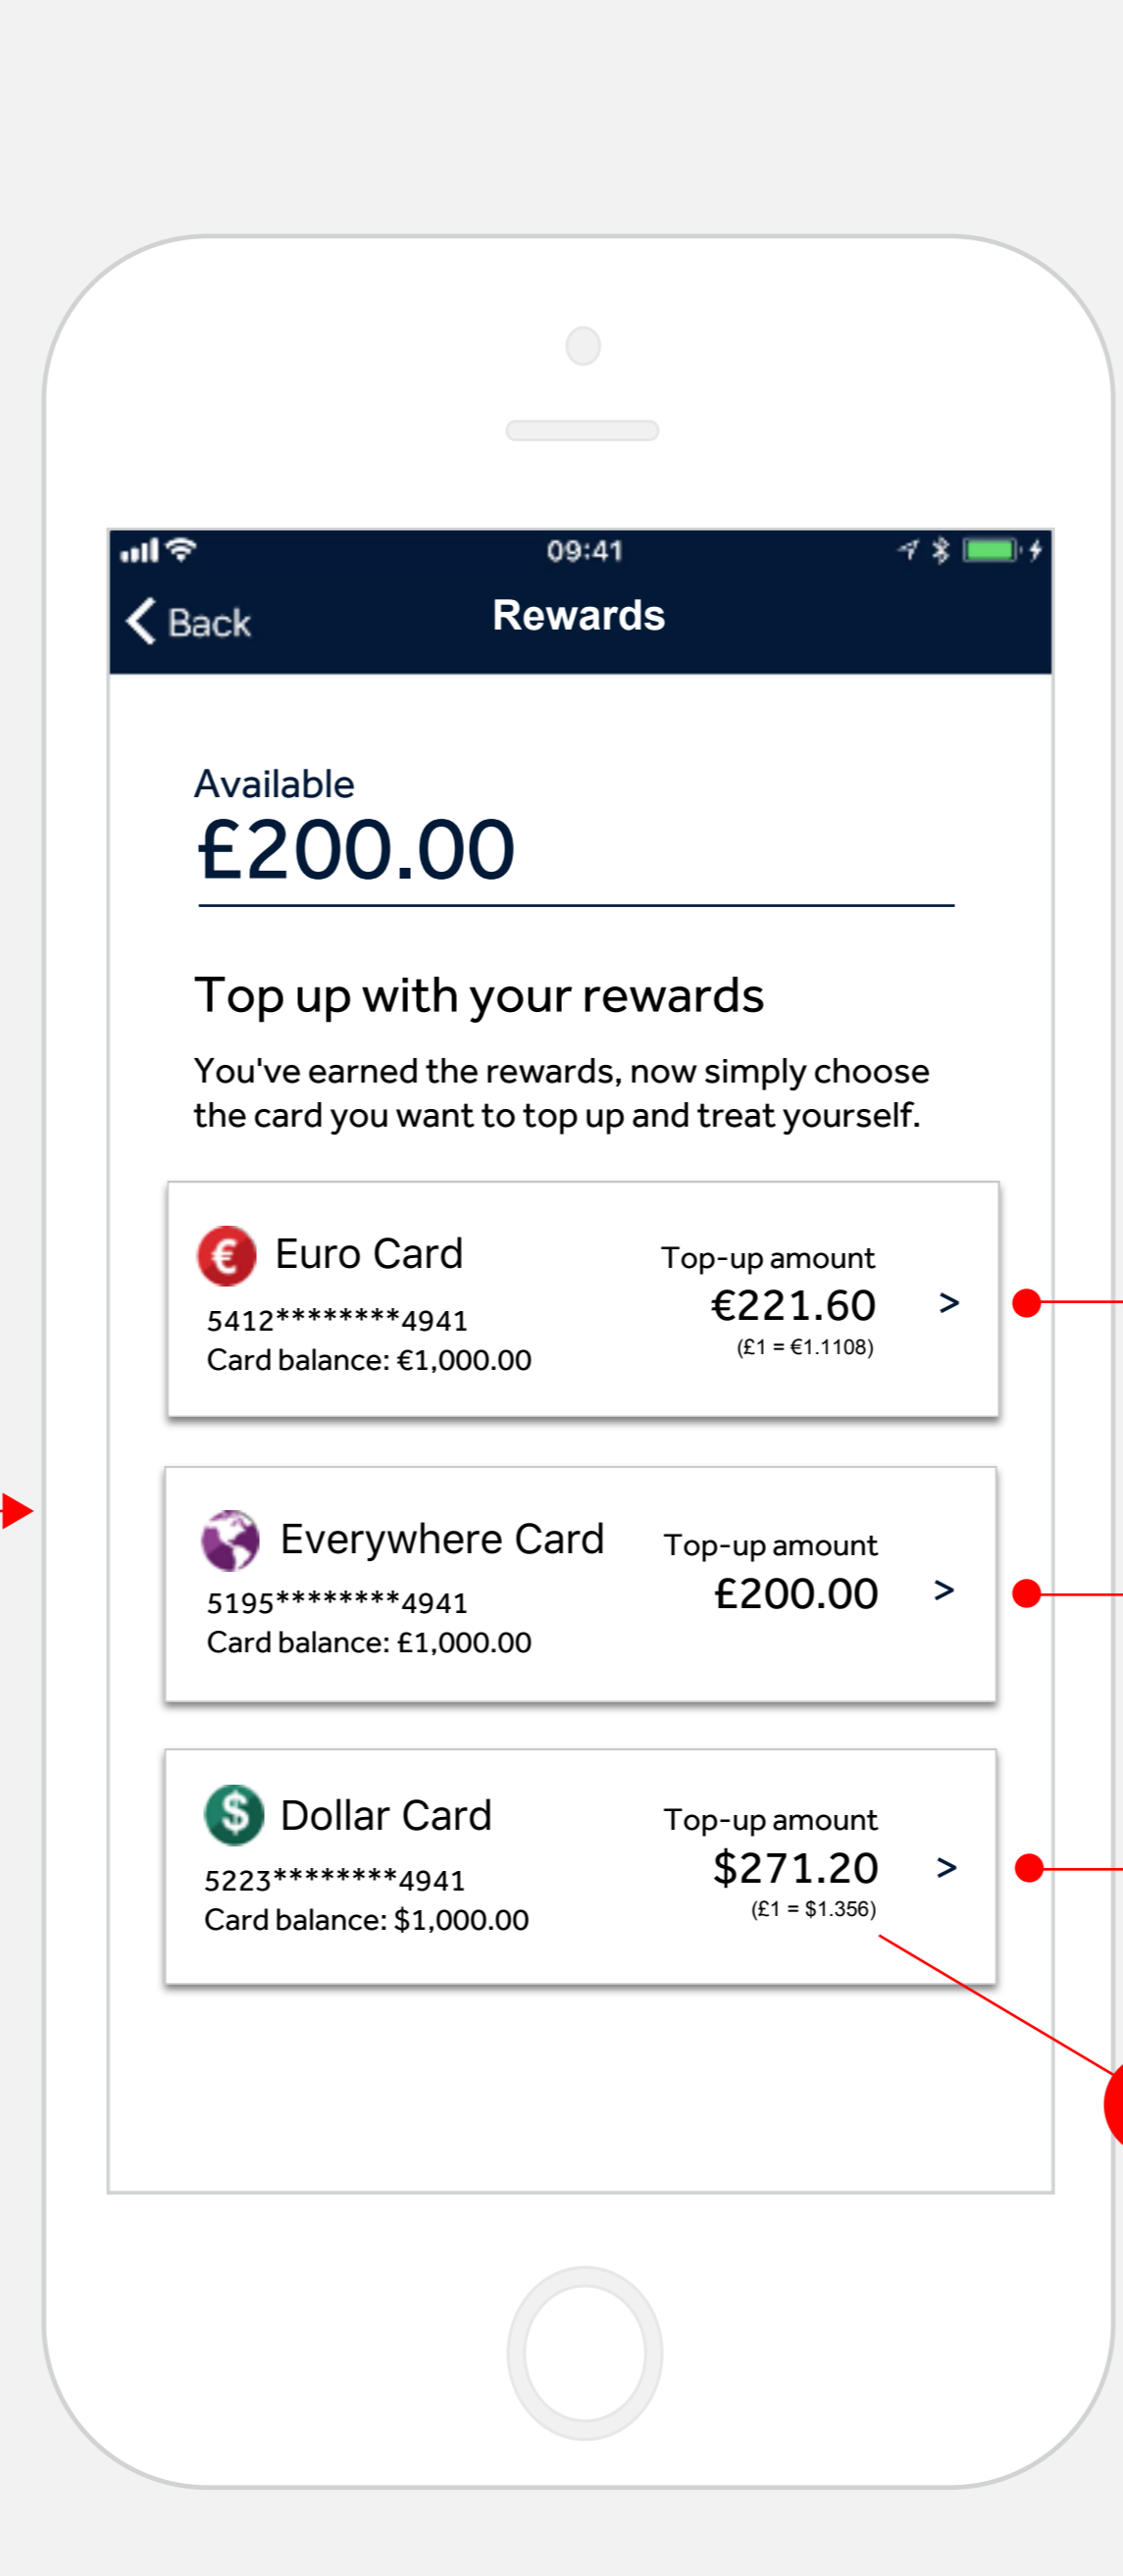 09:41
Back
Rewards
Available
£200.00
Top up with your rewards
You've earned the rewards, now simply choose
the card you want to top up and treat yourself.
€ Euro Card
5412********4941
Card balance: €1,000.00
Top-up amount
€221.60 >
(£1 = €1.1108)
Everywhere Card
5195********4941
Card balance: £1,000.00
Top-up amount
£200.00 >
$ Dollar Card
5223********4941
Card balance: $1,000.00
Top-up amount
$271.20 >
(£1 = $1.356)